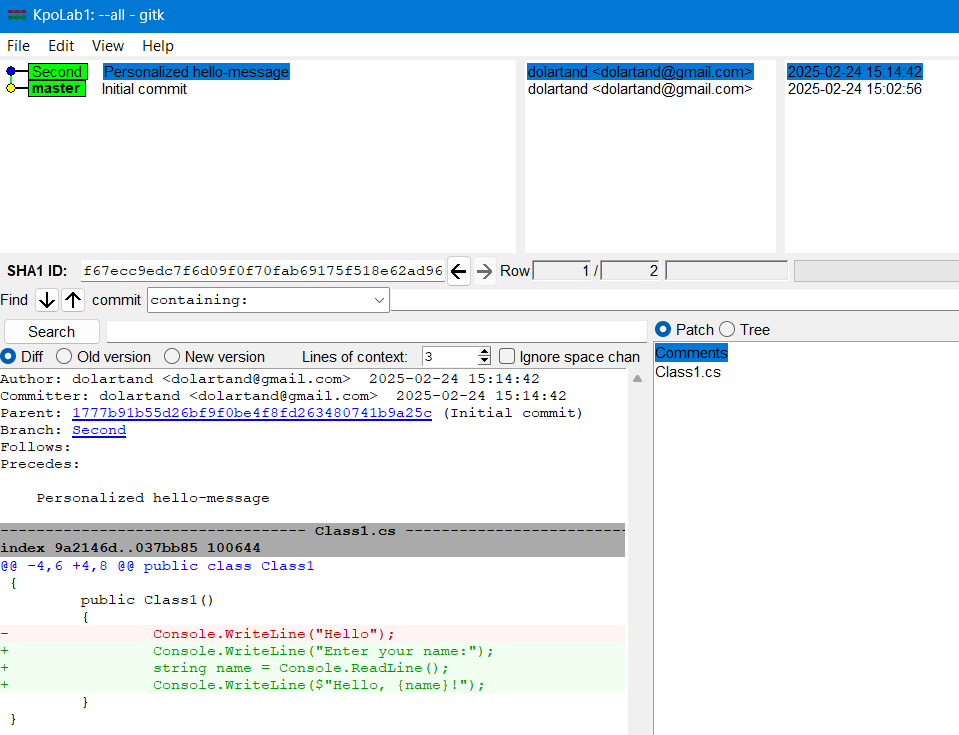 KpoLab1: --all - gitk
File Edit View Help
Second Personalized hello-message dolartand <dolartand@gmail.com> 2025-02-24 15:14:42
master Initial commit dolartand <dolartand@gmail.com> 2025-02-24 15:02:56
SHA1 ID: f67ecc9edc7f6d09f0f70fab69175f518e62ad96 Row 1 / 2
Find commit containing:
Search
Patch Tree
Diff Old version New version Lines of context: 3 Ignore space chan
Comments
Class1.cs
Author: dolartand <dolartand@gmail.com>  2025-02-24 15:14:42
Committer: dolartand <dolartand@gmail.com>  2025-02-24 15:14:42
Parent: 1777b91b55d26bf9f0be4f8fd263480741b9a25c (Initial commit)
Branch: Second
Follows:
Precedes:
    Personalized hello-message
---------------------------------- Class1.cs -------------------------
index 9a2146d..037bb85 100644
@@ -4,6 +4,8 @@ public class Class1
 {
         public Class1()
         {
-                Console.WriteLine("Hello");
+                Console.WriteLine("Enter your name:");
+                string name = Console.ReadLine();
+                Console.WriteLine($"Hello, {name}!");
         }
 }